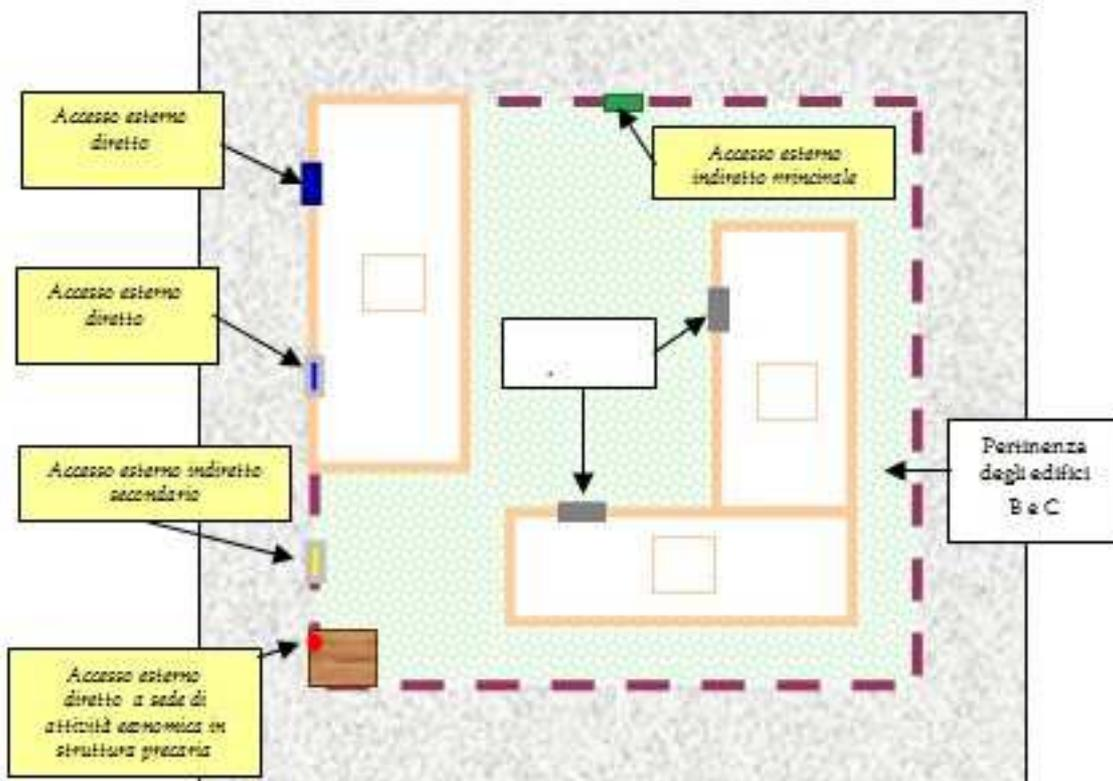 Accesso esterno
diretto
Accesso esterno
indiretto principale
Accesso esterno
diretto
Accesso esterno indiretto
secondario
Pertinenza
degli edifici
B e C
Accesso esterno
diretto a sede di
attività economica in
struttura precaria